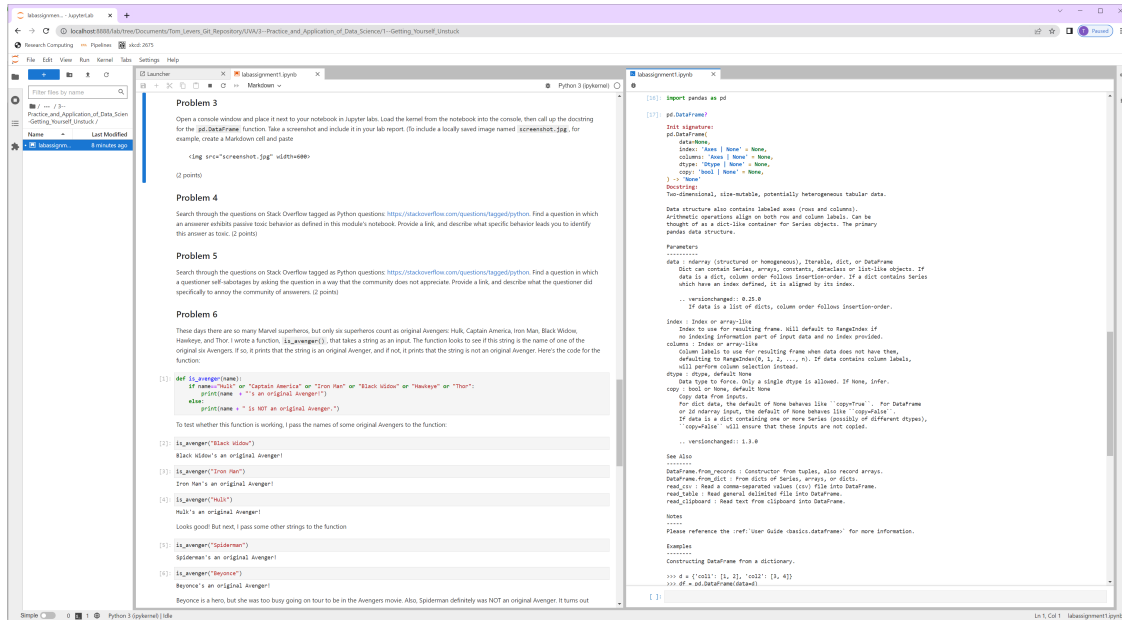 labassignmen... - JupyterLab
localhost:8888/lab/tree/Documents/Tom_Levers_Git_Repository/UVA/3--Practice_and_Application_of_Data_Science/1--Getting_Yourself_Unstuck
Paused
Research Computing
Pipelines
xkcd: 2675
File Edit View Run Kernel Tabs Settings Help
Filter files by name
/ ... / 3--
Practice_and_Application_of_Data_Scien
-Getting_Yourself_Unstuck /
Name
Last Modified
labassignm...
8 minutes ago
Launcher
labassignment1.ipynb
Markdown
Python 3 (ipykernel)
Problem 3
Open a console window and place it next to your notebook in Jupyter labs. Load the kernel from the notebook into the console, then call up the docstring
for the pd.DataFrame function. Take a screenshot and include it in your lab report. (To include a locally saved image named screenshot.jpg, for
example, create a Markdown cell and paste
<img src="screenshot.jpg" width=600>
(2 points)
Problem 4
Search through the questions on Stack Overflow tagged as Python questions: https://stackoverflow.com/questions/tagged/python. Find a question in which
an answerer exhibits passive toxic behavior as defined in this module's notebook. Provide a link, and describe what specific behavior leads you to identify
this answer as toxic. (2 points)
Problem 5
Search through the questions on Stack Overflow tagged as Python questions: https://stackoverflow.com/questions/tagged/python. Find a question in which
a questioner self-sabotages by asking the question in a way that the community does not appreciate. Provide a link, and describe what the questioner did
specifically to annoy the community of answerers. (2 points)
Problem 6
These days there are so many Marvel superheros, but only six superheros count as original Avengers: Hulk, Captain America, Iron Man, Black Widow,
Hawkeye, and Thor. I wrote a function, is_avenger(), that takes a string as an input. The function looks to see if this string is the name of one of the
original six Avengers. If so, it prints that the string is an original Avenger, and if not, it prints that the string is not an original Avenger. Here's the code for the
function:
[1]: def is_avenger(name):
if name=="Hulk" or "Captain America" or "Iron Man" or "Black Widow" or "Hawkeye" or "Thor":
print(name + "'s an original Avenger!")
else:
print(name + " is NOT an original Avenger.")
To test whether this function is working, I pass the names of some original Avengers to the function:
[2]: is_avenger("Black Widow")
Black Widow's an original Avenger!
[3]: is_avenger("Iron Man")
Iron Man's an original Avenger!
[4]: is_avenger("Hulk")
Hulk's an original Avenger!
Looks good! But next, I pass some other strings to the function
[5]: is_avenger("Spiderman")
Spiderman's an original Avenger!
[6]: is_avenger("Beyonce")
Beyonce's an original Avenger!
Beyonce is a hero, but she was too busy going on tour to be in the Avengers movie. Also, Spiderman definitely was NOT an original Avenger. It turns out
labassignment1.ipynb
[16]: import pandas as pd
[17]: pd.DataFrame?
Init signature:
pd.DataFrame(
data=None,
index: 'Axes | None' = None,
columns: 'Axes | None' = None,
dtype: 'Dtype | None' = None,
copy: 'bool | None' = None,
) -> 'None'
Docstring:
Two-dimensional, size-mutable, potentially heterogeneous tabular data.
Data structure also contains labeled axes (rows and columns).
Arithmetic operations align on both row and column labels. Can be
thought of as a dict-like container for Series objects. The primary
pandas data structure.
Parameters
----------
data : ndarray (structured or homogeneous), Iterable, dict, or DataFrame
Dict can contain Series, arrays, constants, dataclass or list-like objects. If
data is a dict, column order follows insertion-order. If a dict contains Series
which have an index defined, it is aligned by its index.
.. versionchanged:: 0.25.0
If data is a list of dicts, column order follows insertion-order.
index : Index or array-like
Index to use for resulting frame. Will default to RangeIndex if
no indexing information part of input data and no index provided.
columns : Index or array-like
Column labels to use for resulting frame when data does not have them,
defaulting to RangeIndex(0, 1, 2, ..., n). If data contains column labels,
will perform column selection instead.
dtype : dtype, default None
Data type to force. Only a single dtype is allowed. If None, infer.
copy : bool or None, default None
Copy data from inputs.
For dict data, the default of None behaves like ``copy=True``. For DataFrame
or 2d ndarray input, the default of None behaves like ``copy=False``.
If data is a dict containing one or more Series (possibly of different dtypes),
``copy=False`` will ensure that these inputs are not copied.
.. versionchanged:: 1.3.0
See Also
--------
DataFrame.from_records : Constructor from tuples, also record arrays.
DataFrame.from_dict : From dicts of Series, arrays, or dicts.
read_csv : Read a comma-separated values (csv) file into DataFrame.
read_table : Read general delimited file into DataFrame.
read_clipboard : Read text from clipboard into DataFrame.
Notes
-----
Please reference the :ref:`User Guide <basics.dataframe>` for more information.
Examples
--------
Constructing DataFrame from a dictionary.
>>> d = {'col1': [1, 2], 'col2': [3, 4]}
>>> df = pd.DataFrame(data=d)
[ ]:
Simple
0
1
Python 3 (ipykernel) | Idle
Ln 1, Col 1 labassignment1.ipynb